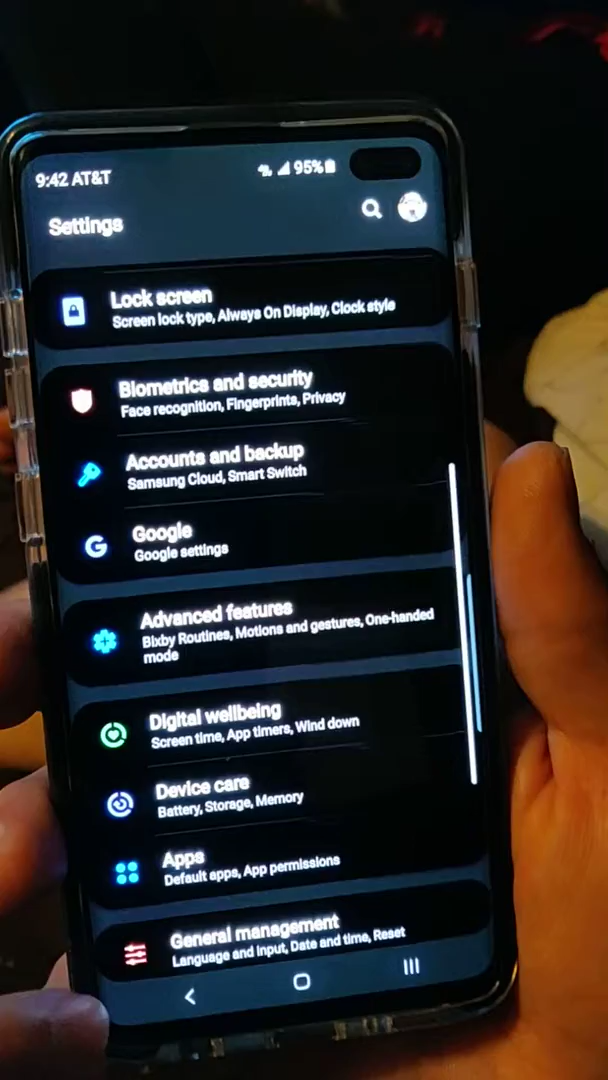 9:42 AT&T 95%
Settings
Lock screen
Screen lock type, Always On Display, Clock style
Biometrics and security
Face recognition, Fingerprints, Privacy
Accounts and backup
Samsung Cloud, Smart Switch
G Google
Google settings
Advanced features
Bixby Routines, Motions and gestures, One-handed
mode
Digital wellbeing
Screen time, App timers, Wind down
Device care
Battery, Storage, Memory
Apps
Default apps, App permissions
General management
Language and input, Date and time, Reset